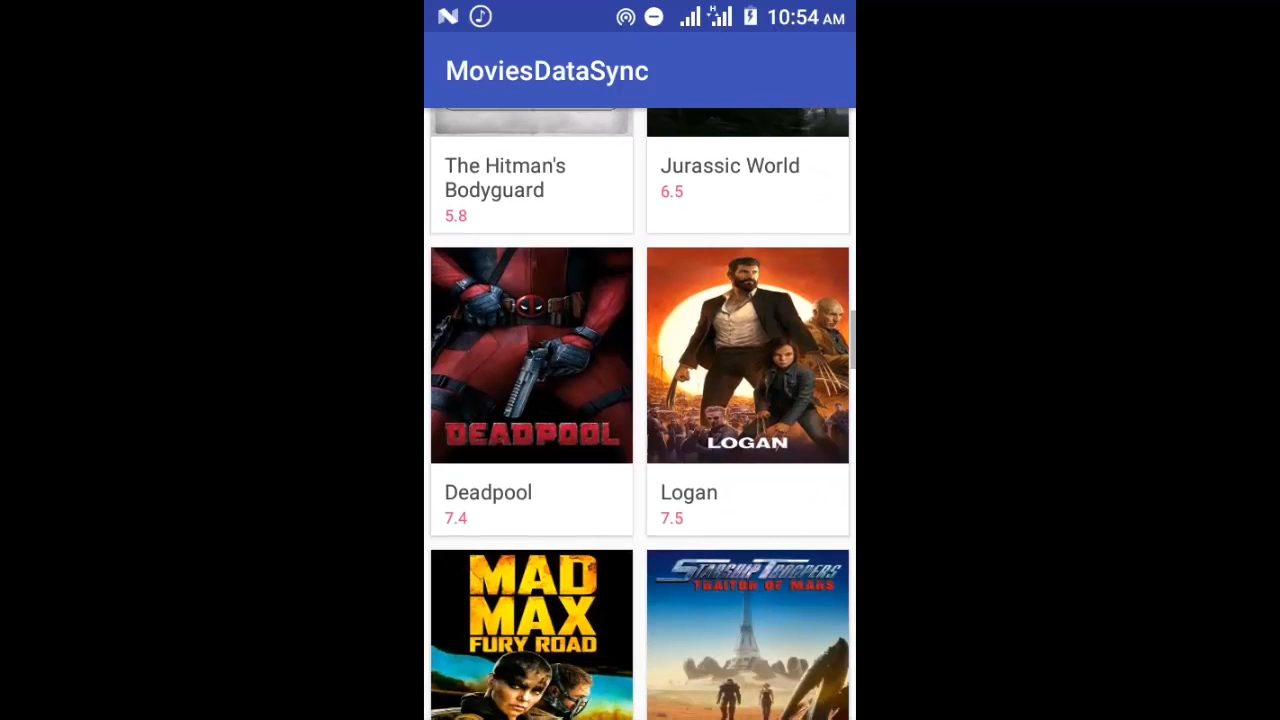 H
10:54 AM
MoviesDataSync
The Hitman's
Bodyguard
5.8
Jurassic World
6.5
DEADPOOL
LOGAN
Deadpool
7.4
Logan
7.5
MAD
MAX
FURY ROAD
STARSHIP TROOPERS
TRAITOR OF MARS